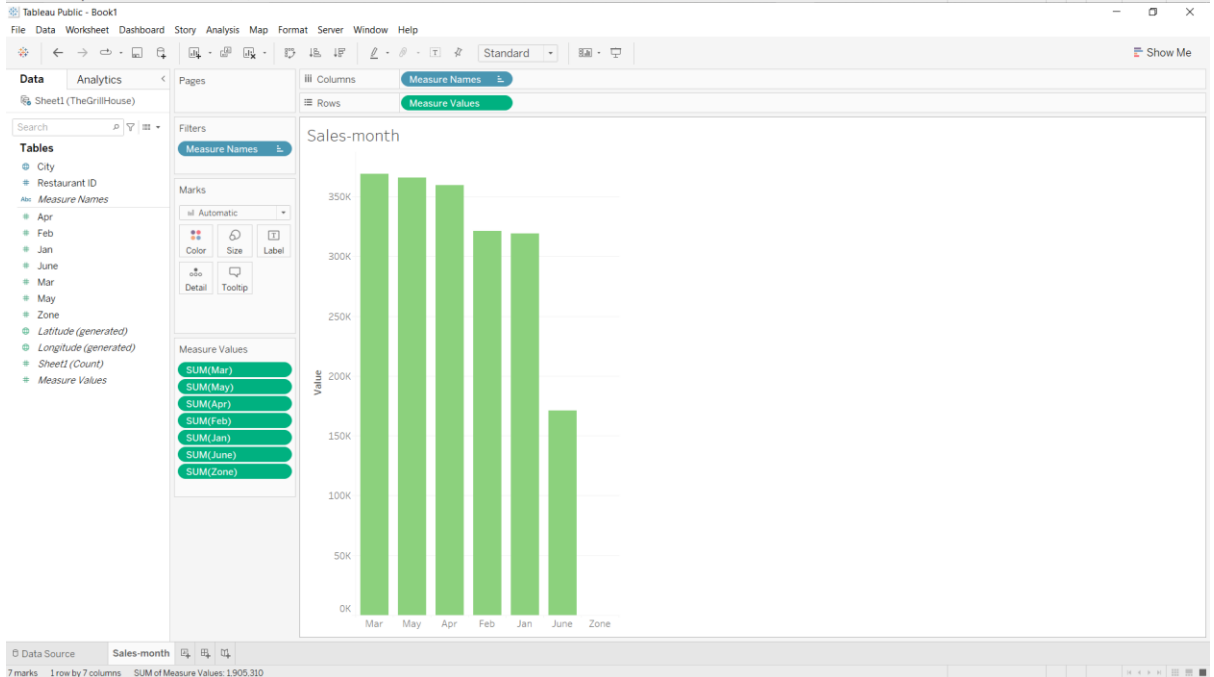 Tableau Public - Book1
File Data Worksheet Dashboard Story Analysis Map Format Server Window Help
Standard
Show Me
Data Analytics
Sheet1 (TheGrillHouse)
Search
Tables
City
Restaurant ID
Abc Measure Names
Apr
Feb
Jan
June
Mar
May
Zone
Latitude (generated)
Longitude (generated)
Sheet1 (Count)
Measure Values
Pages
Filters
Measure Names
Marks
Automatic
Color Size Label
Detail Tooltip
Measure Values
SUM(Mar)
SUM(May)
SUM(Apr)
SUM(Feb)
SUM(Jan)
SUM(June)
SUM(Zone)
Columns Measure Names
Rows Measure Values
Sales-month
Value
350K
300K
250K
200K
150K
100K
50K
0K
Mar May Apr Feb Jan June Zone
Data Source Sales-month
7 marks 1 row by 7 columns SUM of Measure Values: 1,905,310